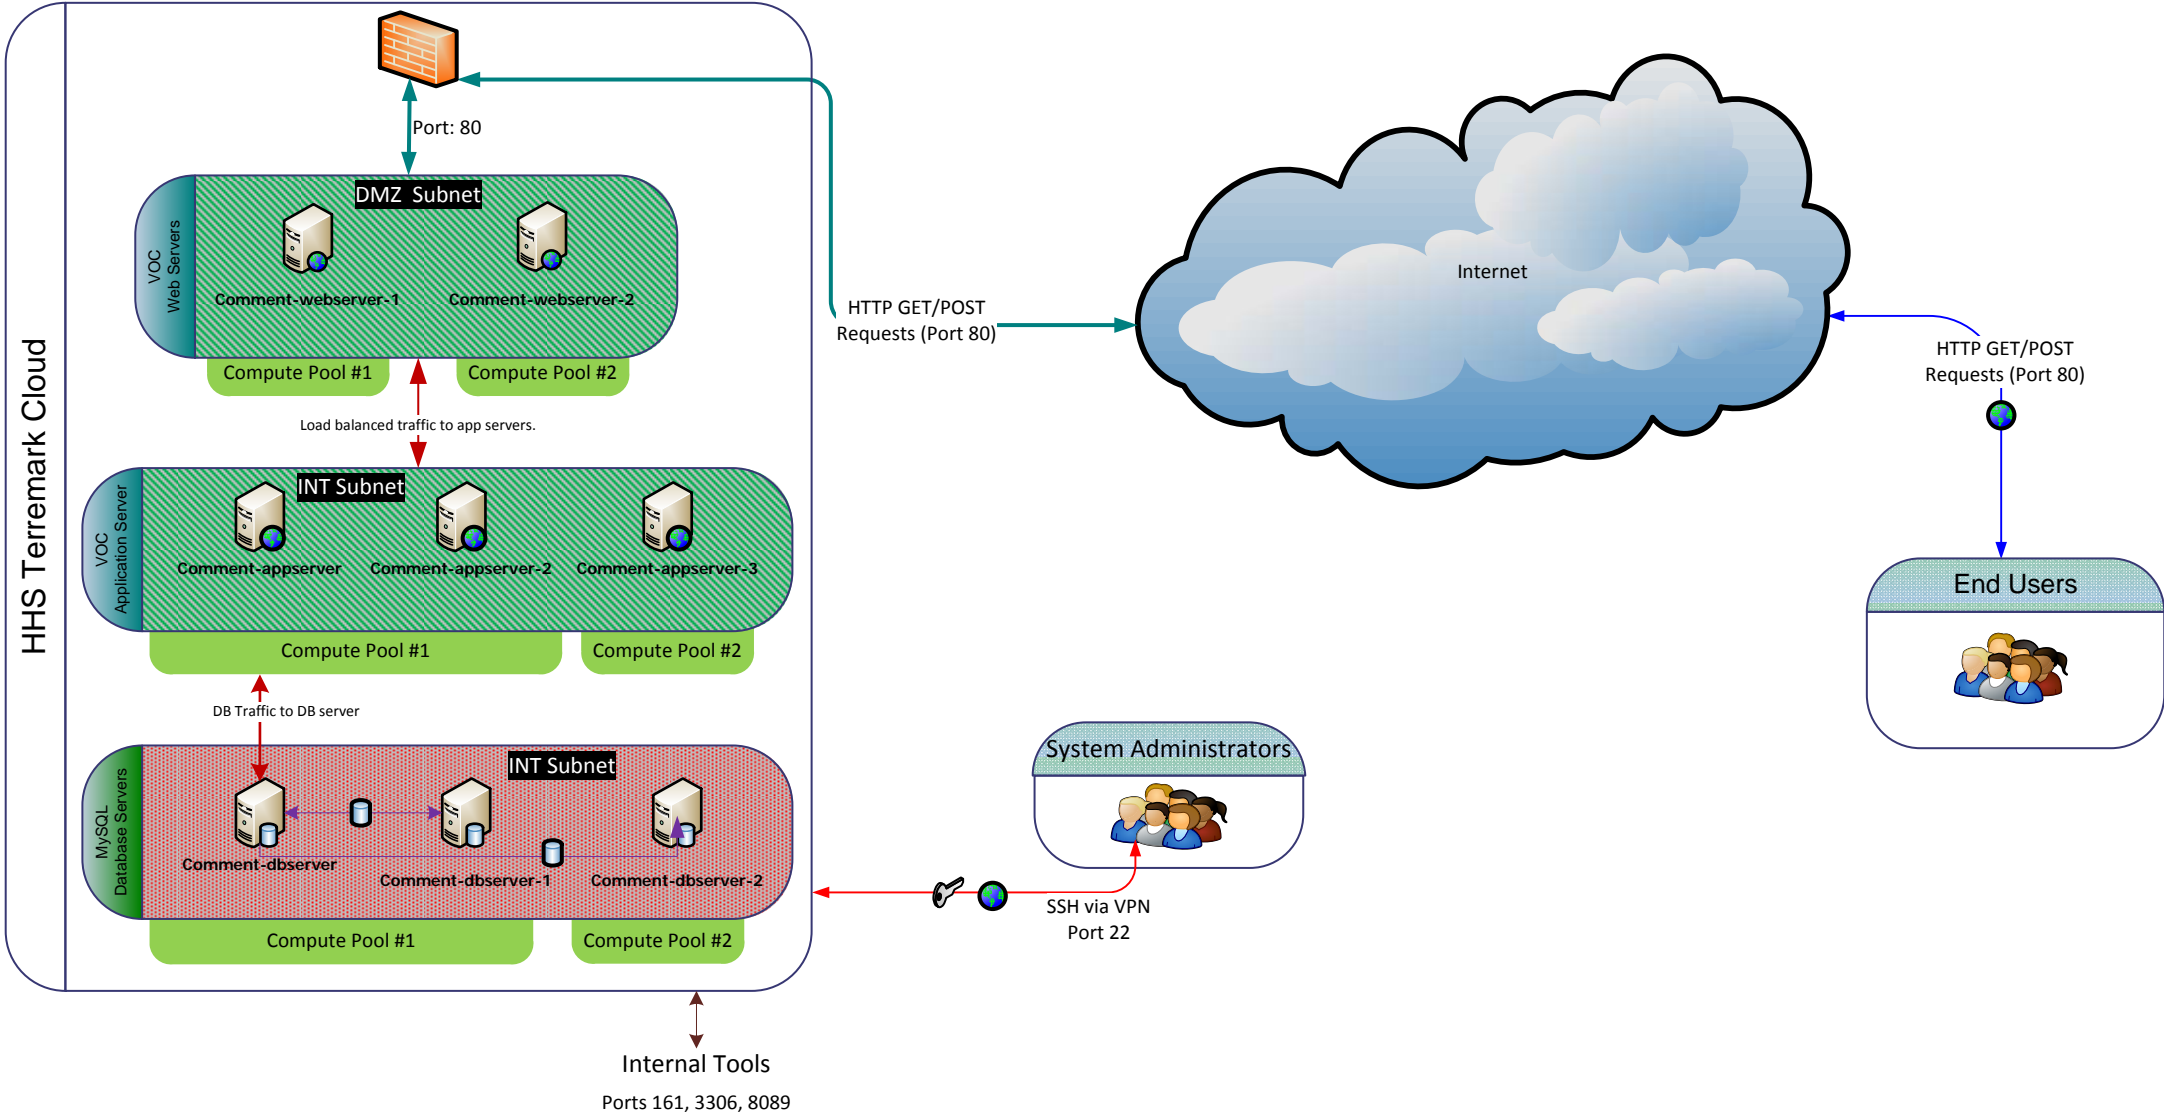 HHS Terremark Cloud
Port: 80
DMZ  Subnet
VOC
Web Servers
Comment-webserver-1
Comment-webserver-2
Compute Pool #1
Compute Pool #2
Load balanced traffic to app servers.
INT Subnet
VOC
Application Server
Comment-appserver
Comment-appserver-2
Comment-appserver-3
Compute Pool #1
Compute Pool #2
DB Traffic to DB server
INT Subnet
MySQL
Database Servers
Comment-dbserver
Comment-dbserver-1
Comment-dbserver-2
Compute Pool #1
Compute Pool #2
Internal Tools
Ports 161, 3306, 8089
HTTP GET/POST
Requests (Port 80)
Internet
HTTP GET/POST
Requests (Port 80)
End Users
System Administrators
SSH via VPN
Port 22